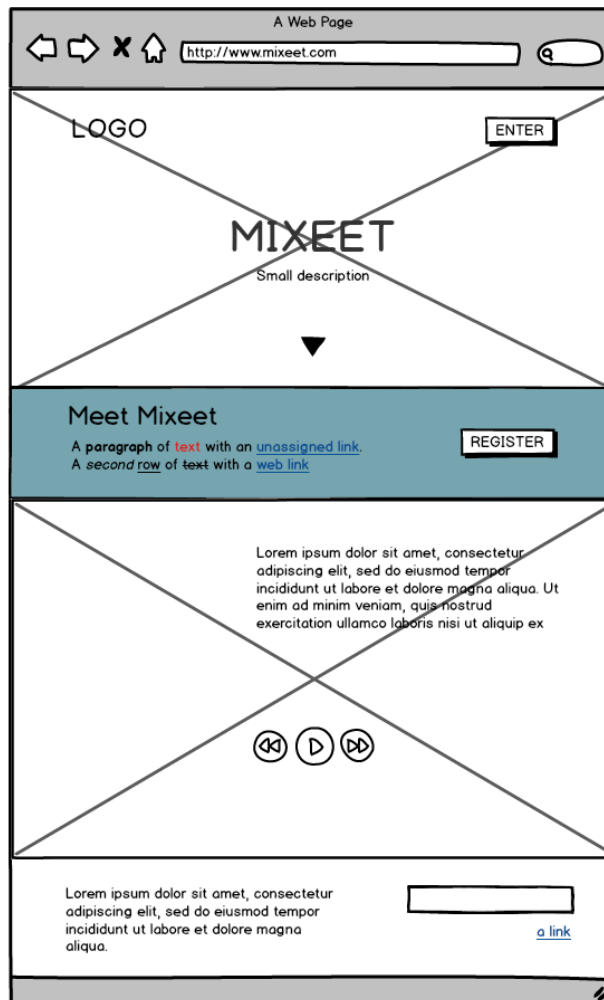 A Web Page
http://www.mixeet.com
LOGO
ENTER
MIXEET
Small description
Meet Mixeet
A paragraph of text with an unassigned link.
A second row of text with a web link
REGISTER
Lorem ipsum dolor sit amet, consectetur
adipiscing elit, sed do eiusmod tempor
incididunt ut labore et dolore magna aliqua. Ut
enim ad minim veniam, quis nostrud
exercitation ullamco laboris nisi ut aliquip ex
Lorem ipsum dolor sit amet, consectetur
adipiscing elit, sed do eiusmod tempor
incididunt ut labore et dolore magna
aliqua.
a link